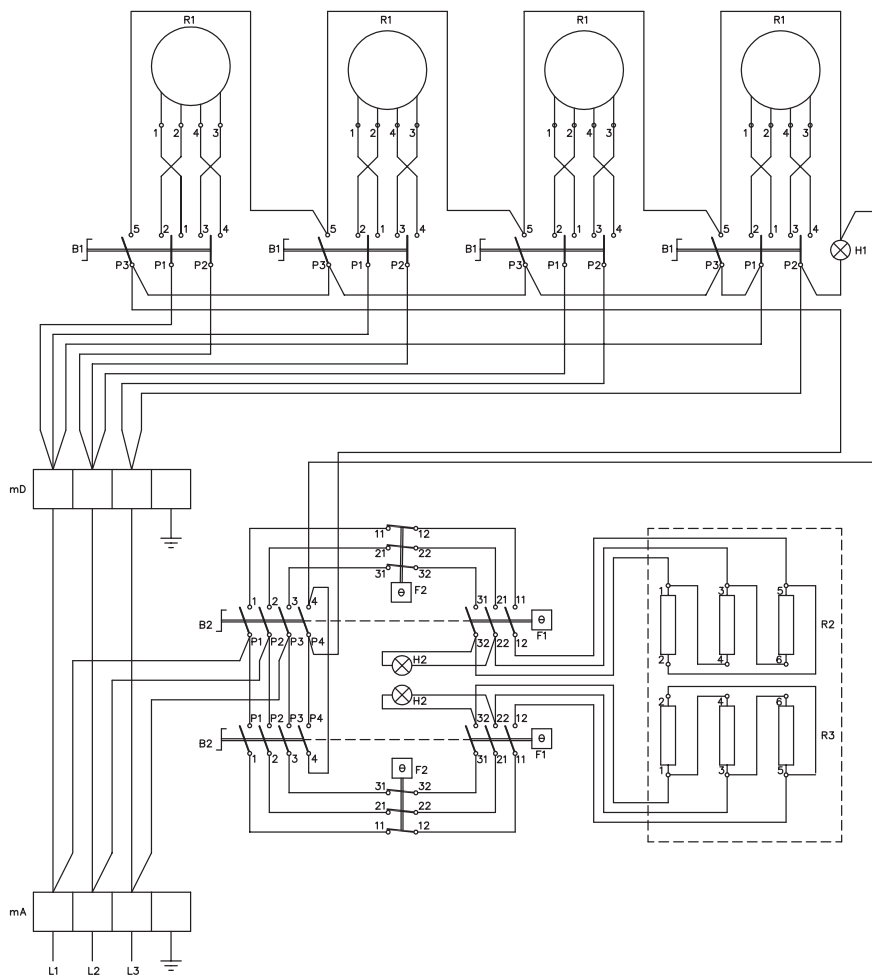 R1 R1 R1 R1
1 2 4 3 1 2 4 3 1 2 4 3 1 2 4 3
5 2 1 3 4 5 2 1 3 4 5 2 1 3 4 5 2 1 3 4
B1 B1 B1 B1 H1
P3 P1 P2 P3 P1 P2 P3 P1 P2 P3 P1 P2
mD
11 12
21 22
31 32
F2
1 2 3 4 31 21 11 1 3 5
B2 θ θ R2
P1 P2 P3 P4 32 22 12 F1
H2 2 4 6
H2 2 4 6
P1 P2 P3 P4 32 22
B2 θ R3
F1
1 2 3 4 31 21 11 1 3 5
θ F2
31 32
21 22
11 12
mA
L1 L2 L3